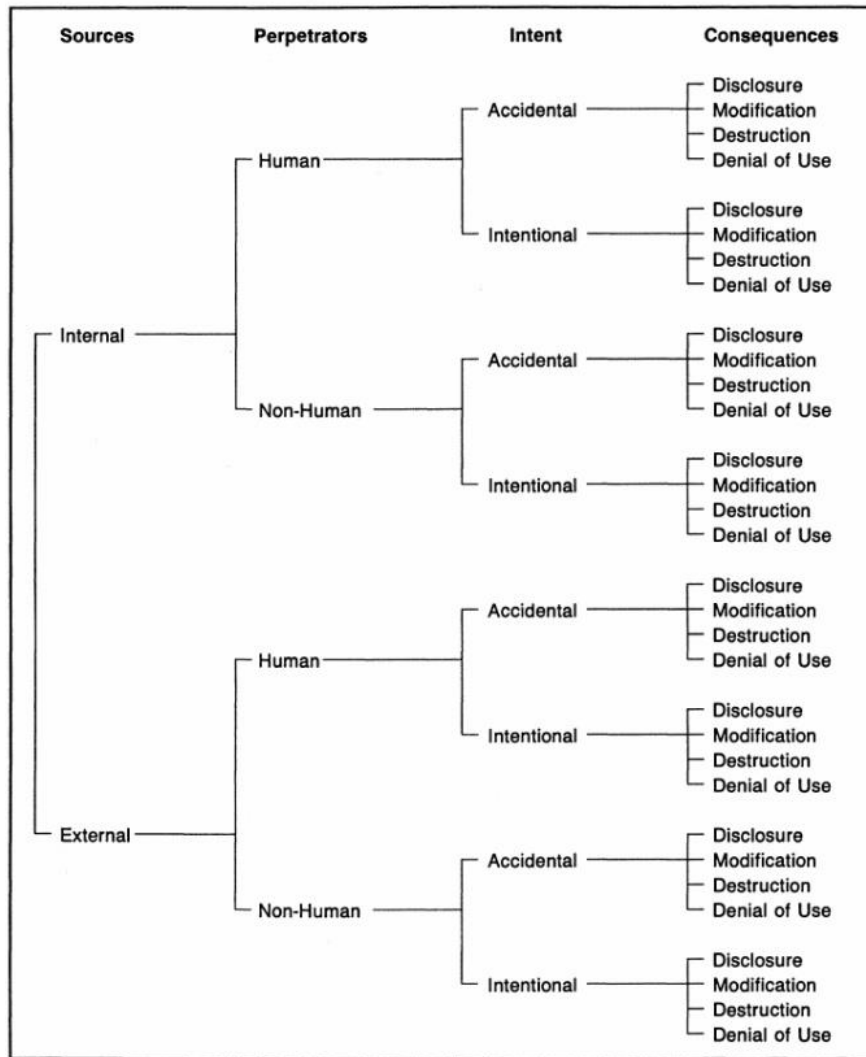 Sources Perpetrators Intent Consequences
Disclosure
Accidental Modification
Destruction
Human Denial of Use
Disclosure
Intentional Modification
Destruction
Denial of Use
Internal Disclosure
Accidental Modification
Destruction
Non-Human Denial of Use
Disclosure
Intentional Modification
Destruction
Denial of Use
Disclosure
Accidental Modification
Destruction
Human Denial of Use
Disclosure
Intentional Modification
Destruction
Denial of Use
External Disclosure
Accidental Modification
Destruction
Non-Human Denial of Use
Disclosure
Intentional Modification
Destruction
Denial of Use